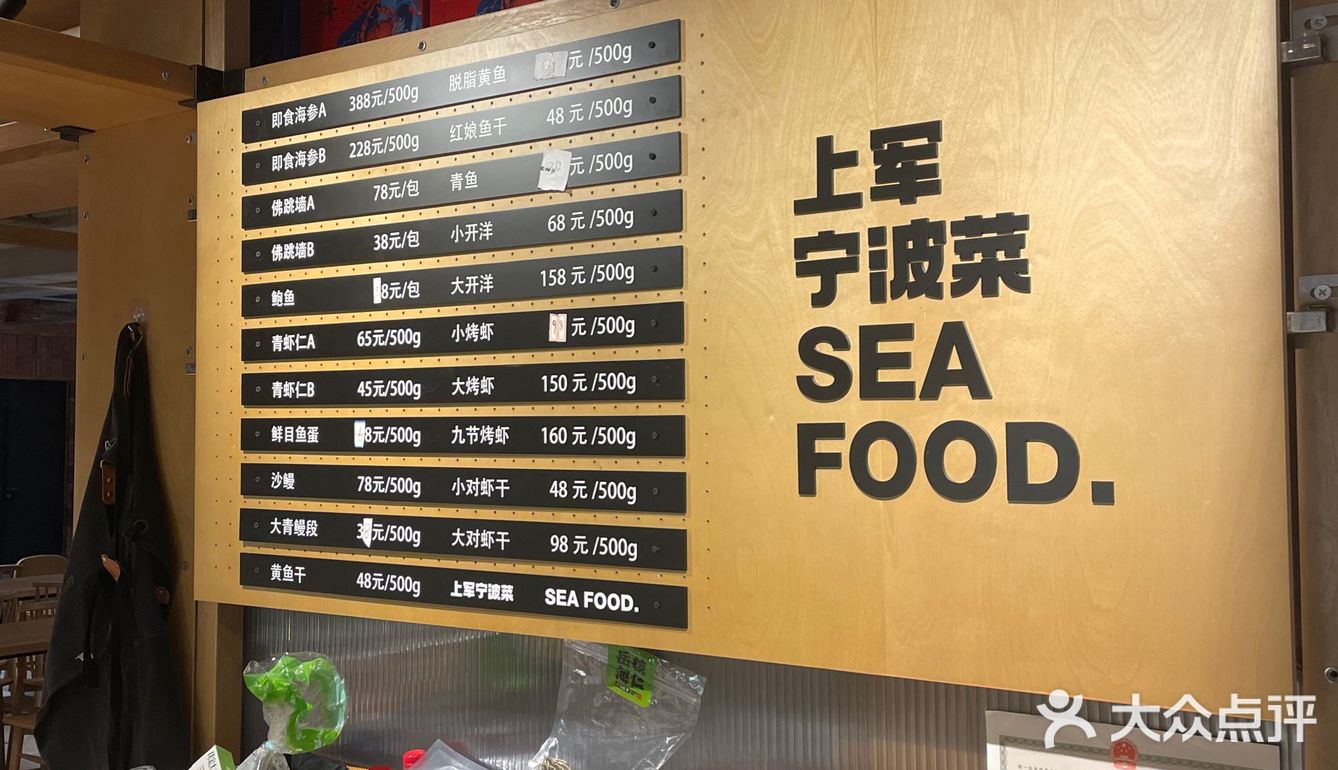 即食海参A 388元/500g 脱脂黄鱼 元 /500g
即食海参B 228元/500g 红娘鱼干 48 元 /500g
佛跳墙A 78元/包 青鱼 元 /500g
佛跳墙B 38元/包 小开洋 68 元 /500g
鲍鱼 8元/包 大开洋 158 元 /500g
青虾仁A 65元/500g 小烤虾 元 /500g
青虾仁B 45元/500g 大烤虾 150 元 /500g
鲜目鱼蛋 8元/500g 九节烤虾 160 元 /500g
沙鳗 78元/500g 小对虾干 48 元 /500g
大青鳗段 3 元/500g 大对虾干 98 元 /500g
黄鱼干 48元/500g 上军宁波菜 SEA FOOD.
上军
宁波菜
SEA
FOOD.
大众点评